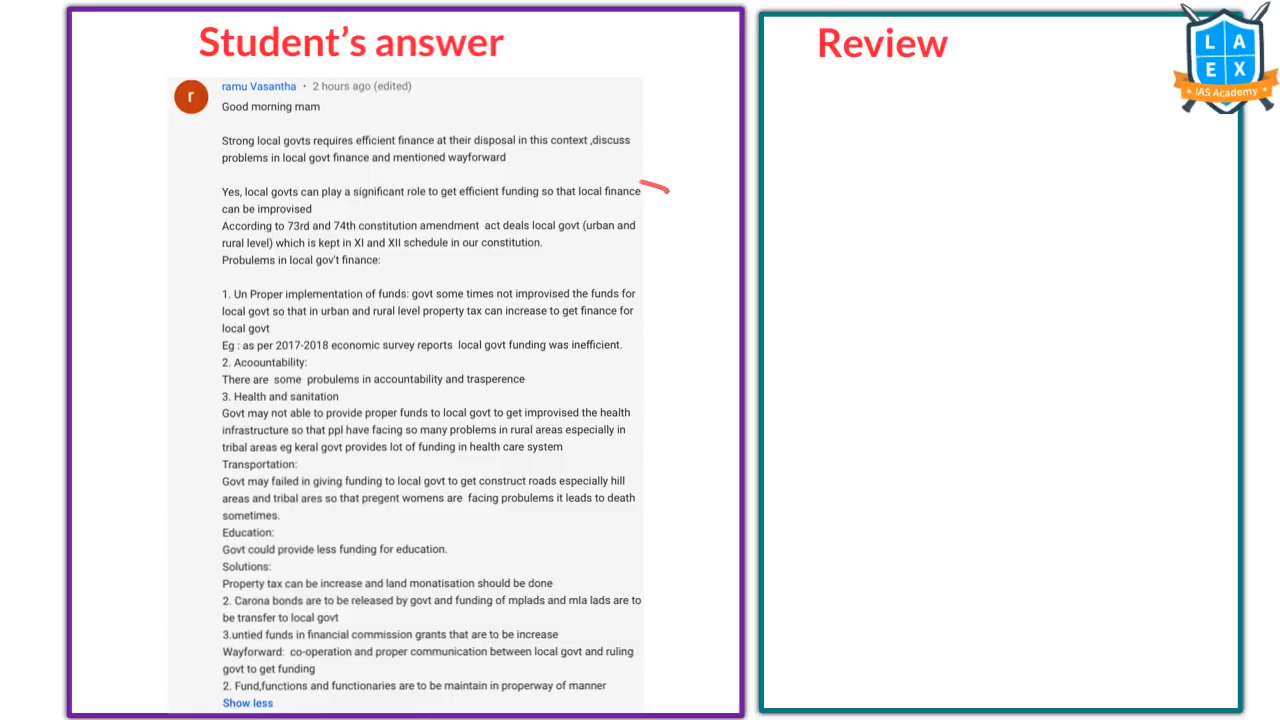 Student's answer
Review
L A
E X
IAS Academy
r
ramu Vasantha • 2 hours ago (edited)
Good morning mam
Strong local govts requires efficient finance at their disposal in this context ,discuss
problems in local govt finance and mentioned wayforward
Yes, local govts can play a significant role to get efficient funding so that local finance
can be improvised
According to 73rd and 74th constitution amendment act deals local govt (urban and
rural level) which is kept in XI and XII schedule in our constitution.
Probulems in local gov't finance:
1. Un Proper implementation of funds: govt some times not improvised the funds for
local govt so that in urban and rural level property tax can increase to get finance for
local govt
Eg : as per 2017-2018 economic survey reports local govt funding was inefficient.
2. Acoountability:
There are some probulems in accountability and trasperence
3. Health and sanitation
Govt may not able to provide proper funds to local govt to get improvised the health
infrastructure so that ppl have facing so many problems in rural areas especially in
tribal areas eg keral govt provides lot of funding in health care system
Transportation:
Govt may failed in giving funding to local govt to get construct roads especially hill
areas and tribal ares so that pregent womens are facing probulems it leads to death
sometimes.
Education:
Govt could provide less funding for education.
Solutions:
Property tax can be increase and land monatisation should be done
2. Carona bonds are to be released by govt and funding of mplads and mla lads are to
be transfer to local govt
3.untied funds in financial commission grants that are to be increase
Wayforward: co-operation and proper communication between local govt and ruling
govt to get funding
2. Fund,functions and functionaries are to be maintain in properway of manner
Show less